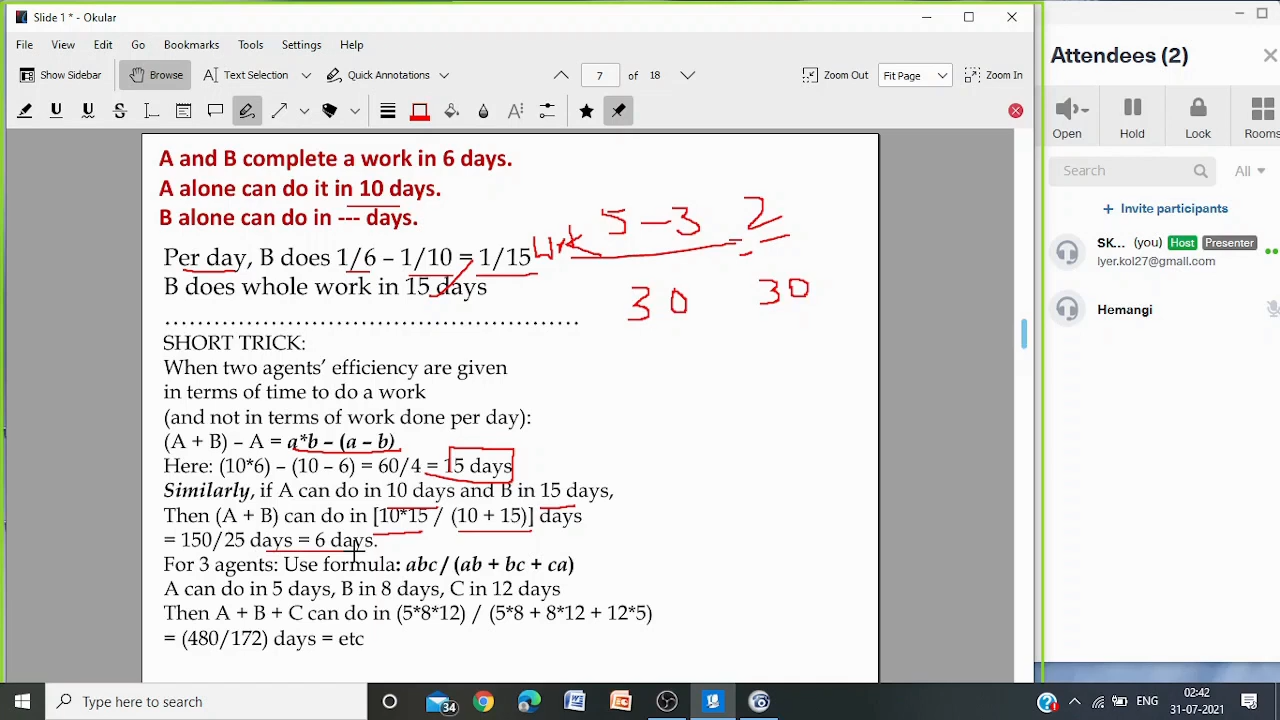 Slide 1 * - Okular
File View Edit Go Bookmarks Tools Settings Help
Show Sidebar Browse Text Selection Quick Annotations 7 of 18 Zoom Out Fit Page Zoom In
A and B complete a work in 6 days.
A alone can do it in 10 days.
B alone can do in --- days.
Per day, B does 1/6 – 1/10 = 1/15 Work
5 - 3 = 2
30 30
B does whole work in 15 days
........................................................
SHORT TRICK:
When two agents' efficiency are given
in terms of time to do a work
(and not in terms of work done per day):
(A + B) – A = a*b – (a – b)
Here: (10*6) – (10 – 6) = 60/4 = 15 days
Similarly, if A can do in 10 days and B in 15 days,
Then (A + B) can do in [10*15 / (10 + 15)] days
= 150/25 days = 6 days.
For 3 agents: Use formula: abc / (ab + bc + ca)
A can do in 5 days, B in 8 days, C in 12 days
Then A + B + C can do in (5*8*12) / (5*8 + 8*12 + 12*5)
= (480/172) days = etc
Attendees (2)
Open Hold Lock Rooms
Search All
+ Invite participants
SK... (you) Host Presenter
Lyer.kol27@gmail.com
Hemangi
Type here to search
34
ENG
02:42
31-07-2021